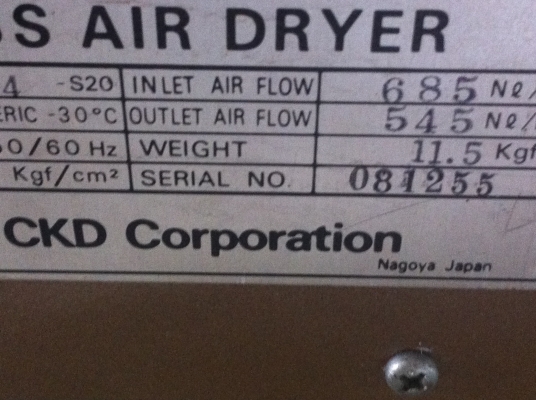 SS AIR DRYER
4 -S20 INLET AIR FLOW 685 Nℓ/
ERIC -30°C OUTLET AIR FLOW 545 Nℓ/
50/60 Hz WEIGHT 11.5 Kgf
Kgf/cm² SERIAL NO. 081255
CKD Corporation
Nagoya Japan